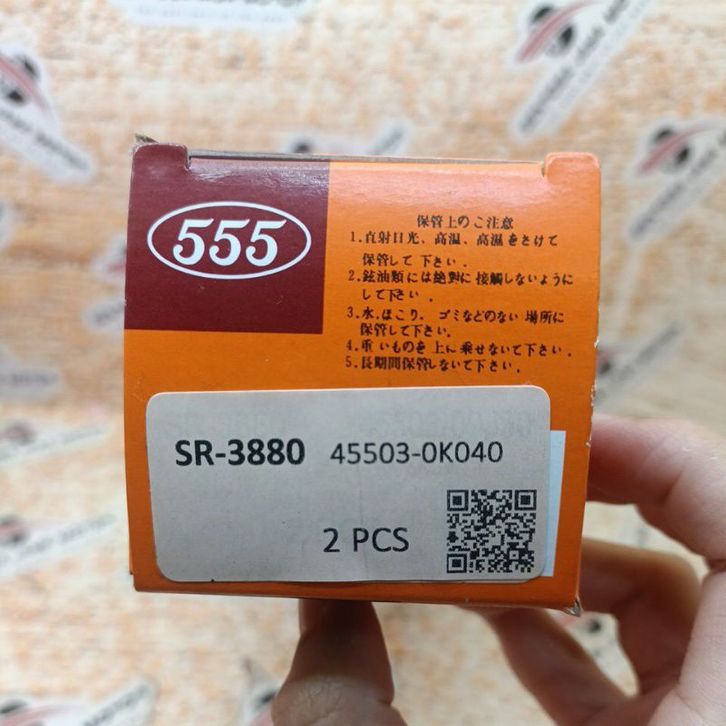 555
保管上のご注意
1.直射日光、高温、高湿をさけて
保管して下さい.
2.鉱油類には絶対に接触しないように
して下さい.
3.水.ほこり. ゴミなどのない場所に
保管して下さい.
4.重いものを上に乗せないて下さい.
5.長期間保管しないて下さい.
SR-3880 45503-0K040
2 PCS